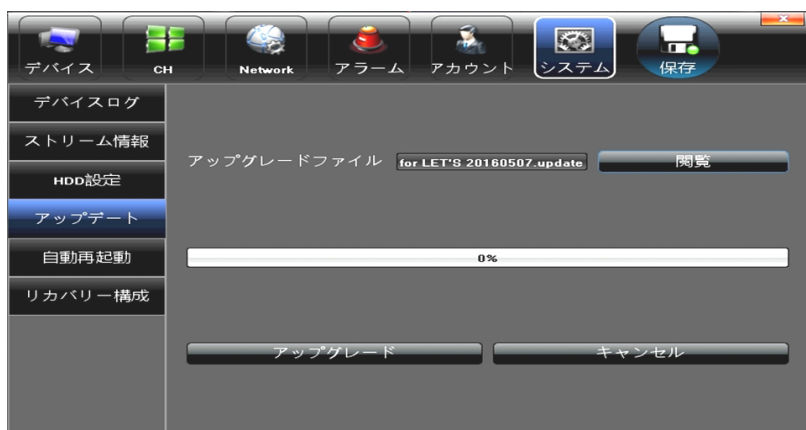 デバイス
CH
Network
アラーム
アカウント
システム
保存
デバイスログ
ストリーム情報
HDD設定
アップデート
自動再起動
リカバリー構成
アップグレードファイル
for LET'S 20160507.update
閲覧
0%
アップグレード
キャンセル